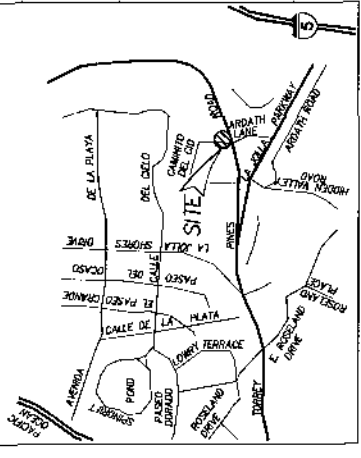 5
ROAD
ARDATH
LANE
LA JOLLA PARKWAY
ARDATH ROAD
HIDDEN VALLEY
ROAD
CAMINITO
DEL CID
SITE
DE LA PLAYA
DEL CIELO
CALLE
LA JOLLA SHORES DRIVE
PASEO DEL OCASO
EL PASEO GRANDE
CALLE DE LA PLATA
AVENIDA
PINES
TORREY
LOWRY TERRACE
ROSELAND
PLACE
E. ROSELAND
DRIVE
ROSELAND
DRIVE
PASEO
DORADO
POND
SPINDRIFT
PACIFIC
OCEAN